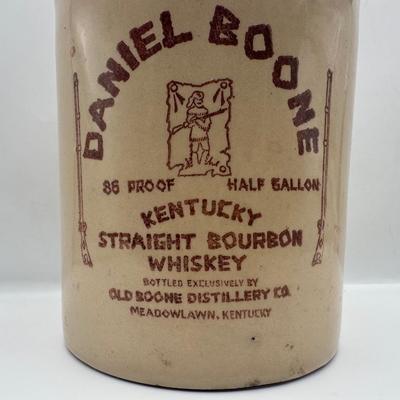 DANIEL BOONE
86 PROOF HALF GALLON
KENTUCKY
STRAIGHT BOURBON
WHISKEY
BOTTLED EXCLUSIVELY BY
OLD BOONE DISTILLERY CO.
MEADOWLAWN, KENTUCKY